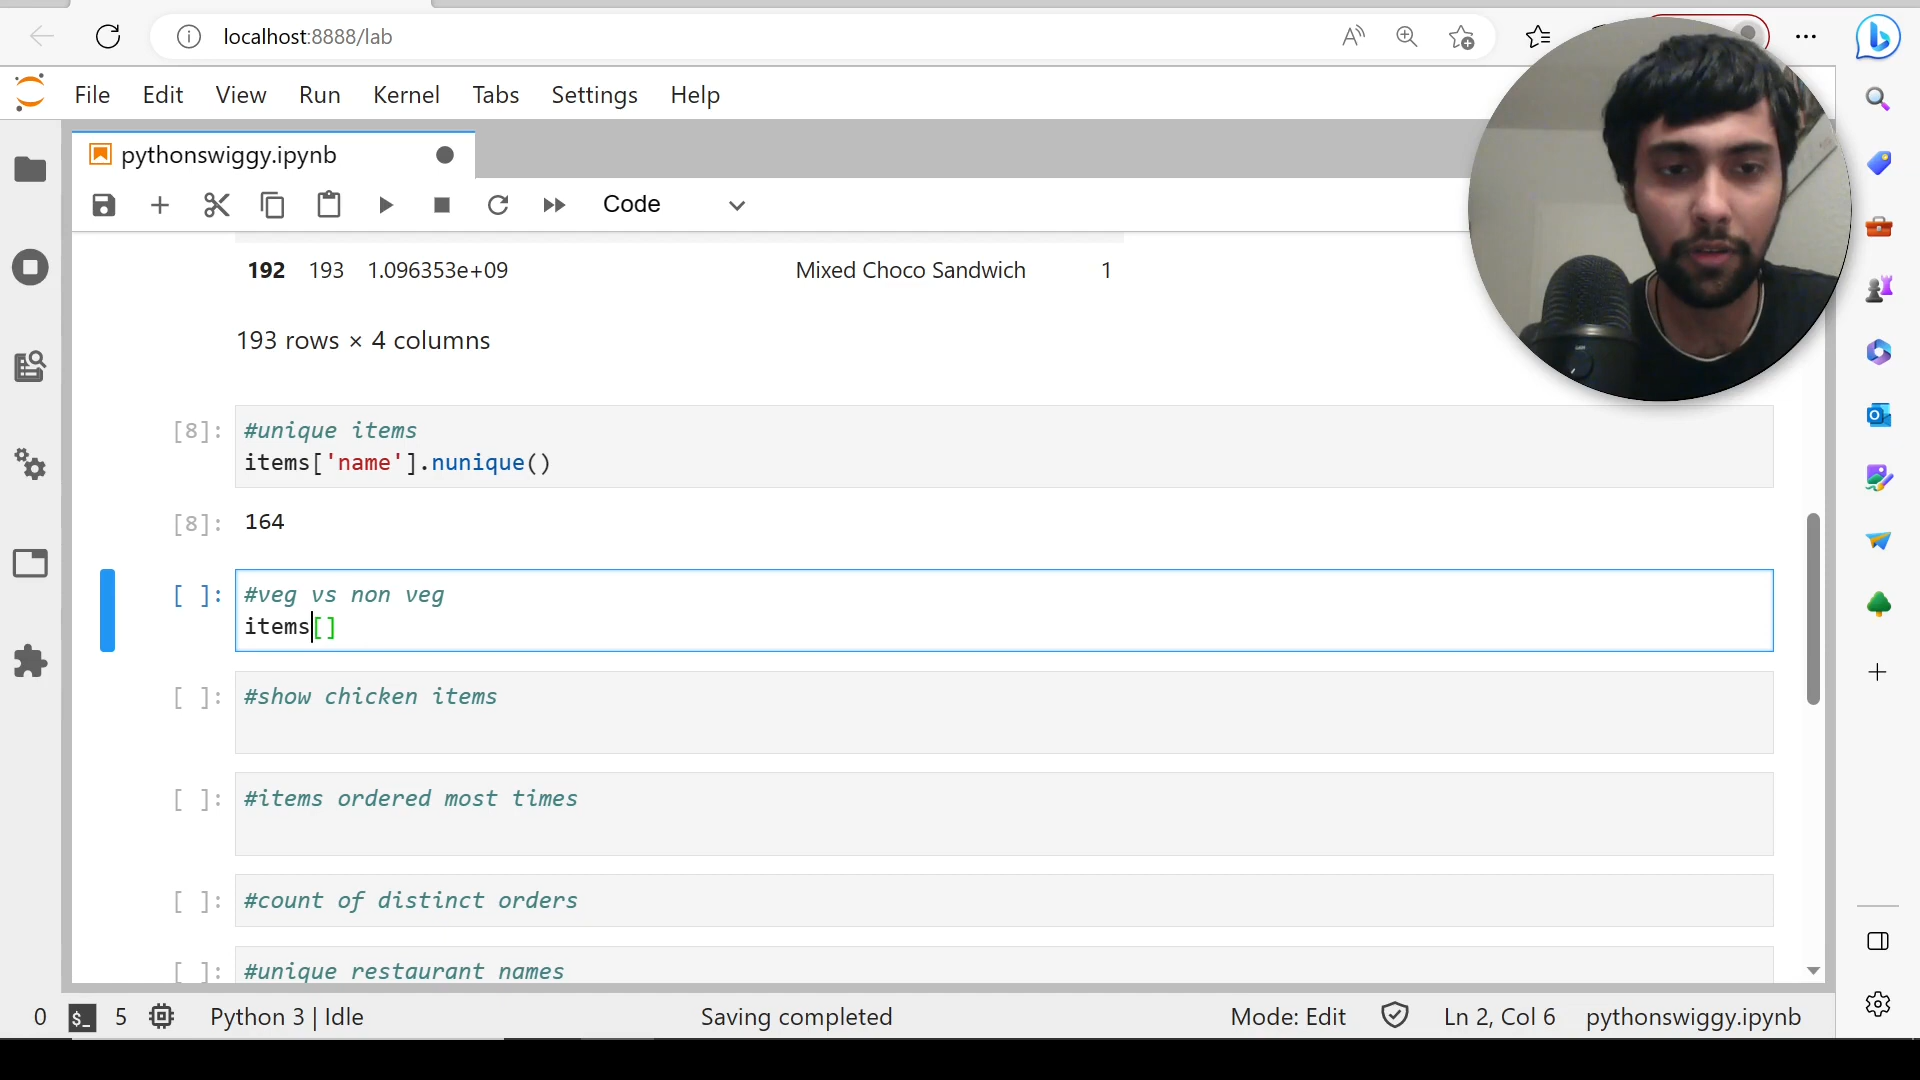 localhost:8888/lab
File Edit View Run Kernel Tabs Settings Help
pythonswiggy.ipynb
Code
192 193 1.096353e+09 Mixed Choco Sandwich 1
193 rows × 4 columns
[8]: #unique items
items['name'].nunique()
[8]: 164
[ ]: #veg vs non veg
items[]
[ ]: #show chicken items
[ ]: #items ordered most times
[ ]: #count of distinct orders
[ ]: #unique restaurant names
0 $_ 5 Python 3 | Idle Saving completed Mode: Edit Ln 2, Col 6 pythonswiggy.ipynb